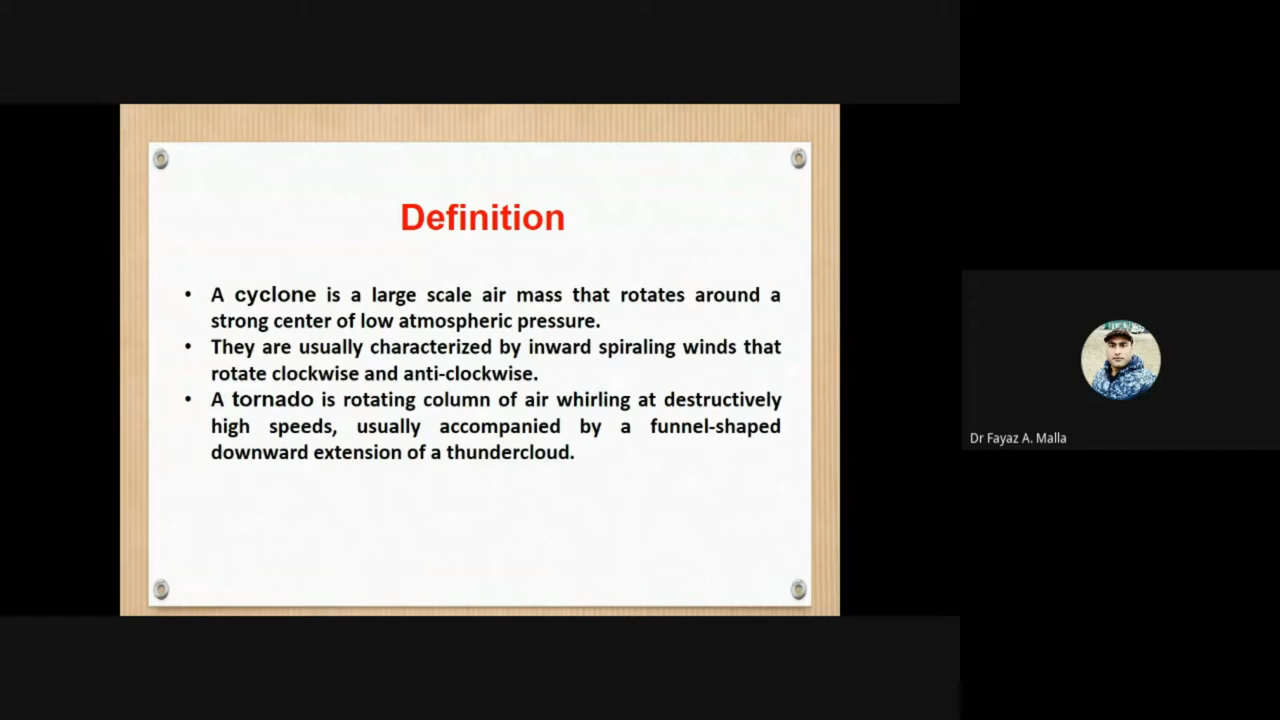 Definition
• A cyclone is a large scale air mass that rotates around a
strong center of low atmospheric pressure.
• They are usually characterized by inward spiraling winds that
rotate clockwise and anti-clockwise.
• A tornado is rotating column of air whirling at destructively
high speeds, usually accompanied by a funnel-shaped
downward extension of a thundercloud.
Dr Fayaz A. Malla